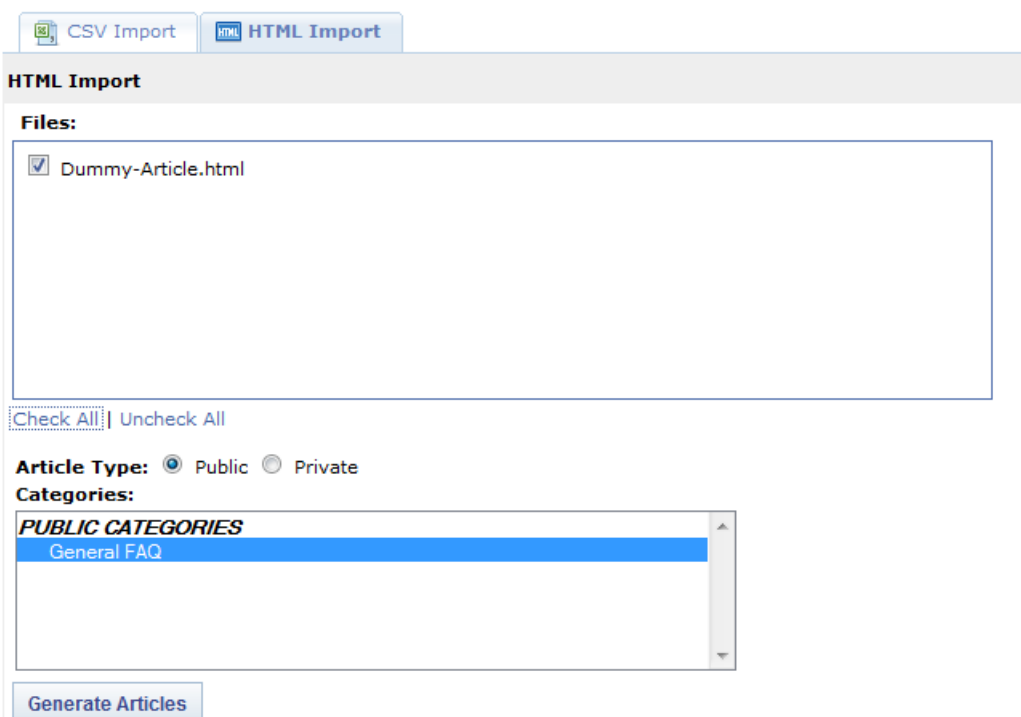 CSV Import HTML HTML Import
HTML Import
Files:
Dummy-Article.html
Check All | Uncheck All
Article Type: Public Private
Categories:
PUBLIC CATEGORIES
General FAQ
Generate Articles